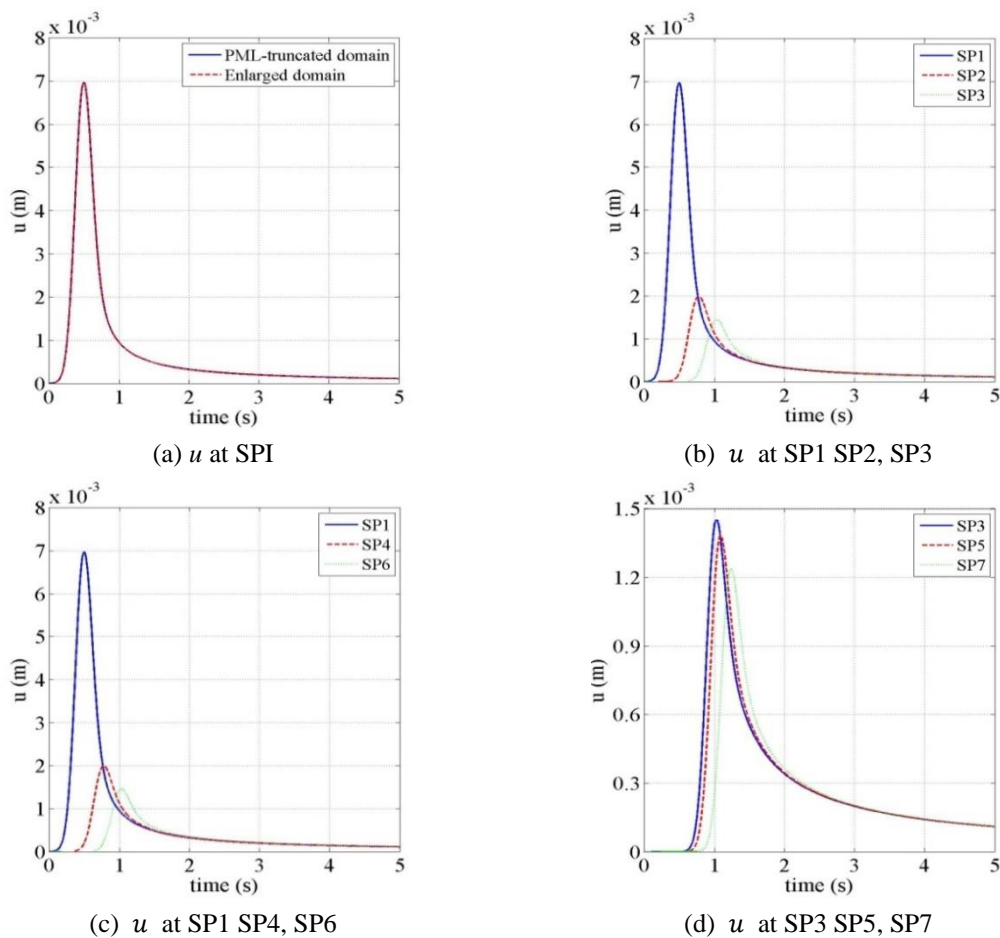 x 10^-3
8
7
6
5
4
3
2
1
0
u (m)
0 1 2 3 4 5
time (s)
PML-truncated domain
Enlarged domain
(a) u at SPI
x 10^-3
8
7
6
5
4
3
2
1
0
u (m)
0 1 2 3 4 5
time (s)
SP1
SP2
SP3
(b) u at SP1 SP2, SP3
x 10^-3
8
7
6
5
4
3
2
1
0
u (m)
0 1 2 3 4 5
time (s)
SP1
SP4
SP6
(c) u at SP1 SP4, SP6
x 10^-3
1.5
1.2
0.9
0.6
0.3
0
u (m)
0 1 2 3 4 5
time (s)
SP3
SP5
SP7
(d) u at SP3 SP5, SP7